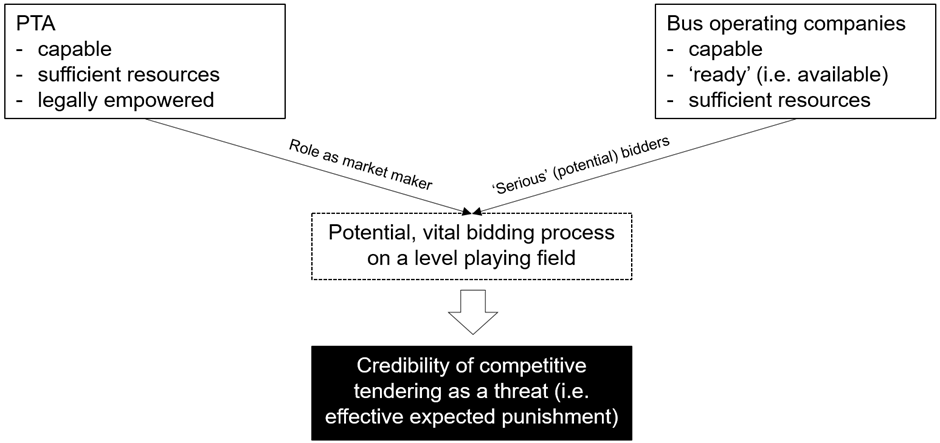 PTA
- capable
- sufficient resources
- legally empowered
Bus operating companies
- capable
- ‘ready’ (i.e. available)
- sufficient resources
Role as market maker
‘Serious’ (potential) bidders
Potential, vital bidding process
on a level playing field
Credibility of competitive
tendering as a threat (i.e.
effective expected punishment)